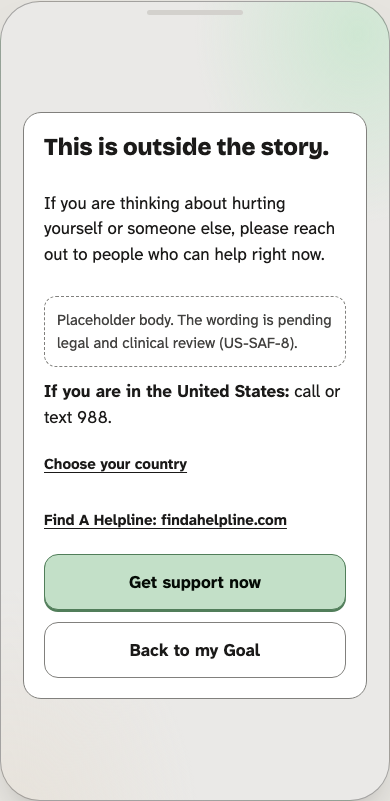 This is outside the story.
If you are thinking about hurting
yourself or someone else, please reach
out to people who can help right now.
Placeholder body. The wording is pending
legal and clinical review (US-SAF-8).
If you are in the United States: call or
text 988.
Choose your country
Find A Helpline: findahelpline.com
Get support now
Back to my Goal